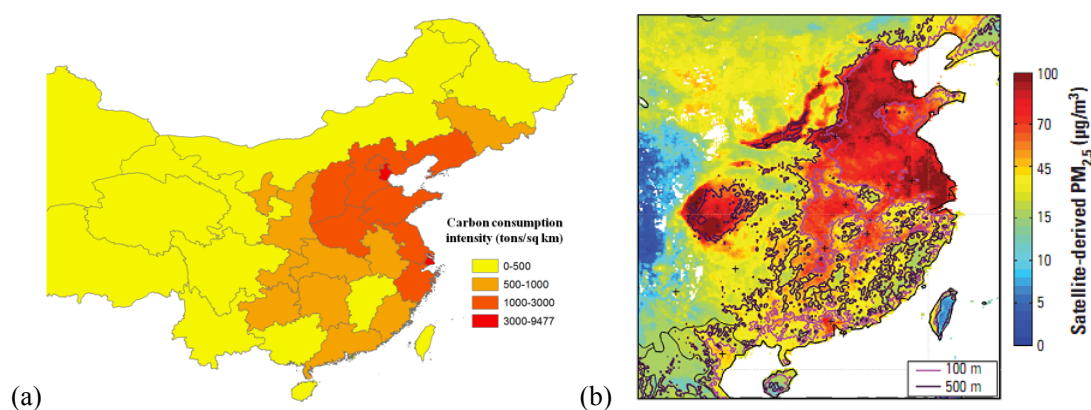 (a)
Carbon consumption
intensity (tons/sq km)
0-500
500-1000
1000-3000
3000-9477
(b)
100 m
500 m
100
70
45
15
10
5
0
Satellite-derived PM2.5 (µg/m³)